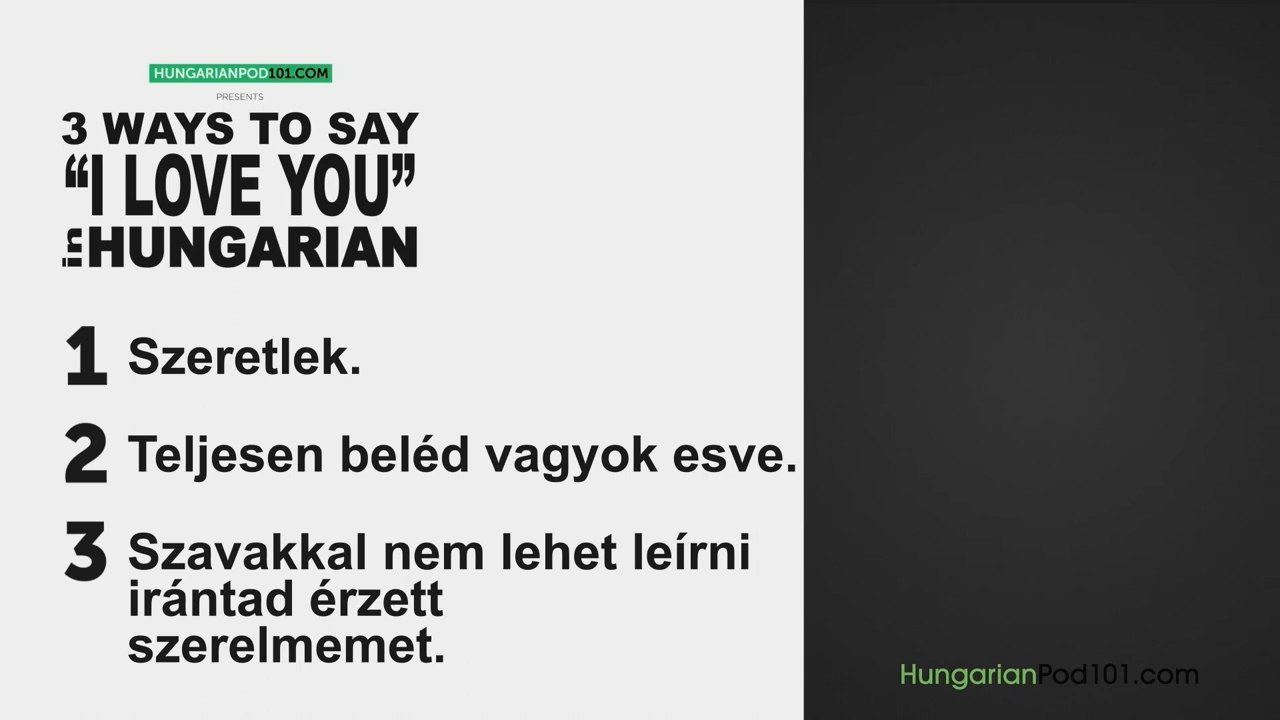 HUNGARIANPOD101.COM
PRESENTS
3 WAYS TO SAY
“I LOVE YOU”
in HUNGARIAN
1 Szeretlek.
2 Teljesen beléd vagyok esve.
3 Szavakkal nem lehet leírni
irántad érzett
szerelmemet.
HungarianPod101.com